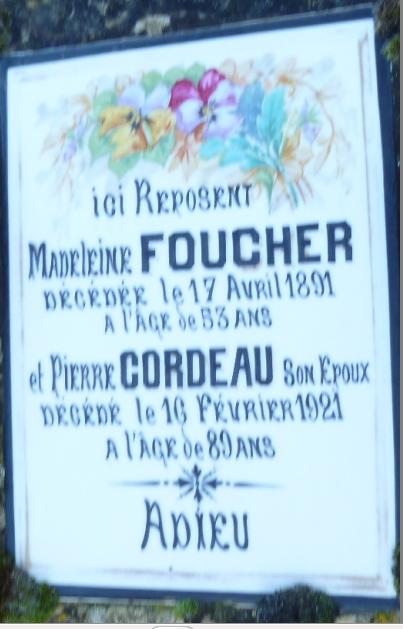 ici REPOSENT
MADELEINE FOUCHER
DÉCÉDÉE le 17 AVRIL 1891
A l'ÂGE de 53 ANS
et PIERRE CORDEAU SON EPOUX
DÉCÉDÉ le 16 FÉVRIER 1921
A l'ÂGE de 89 ANS
ADIEU